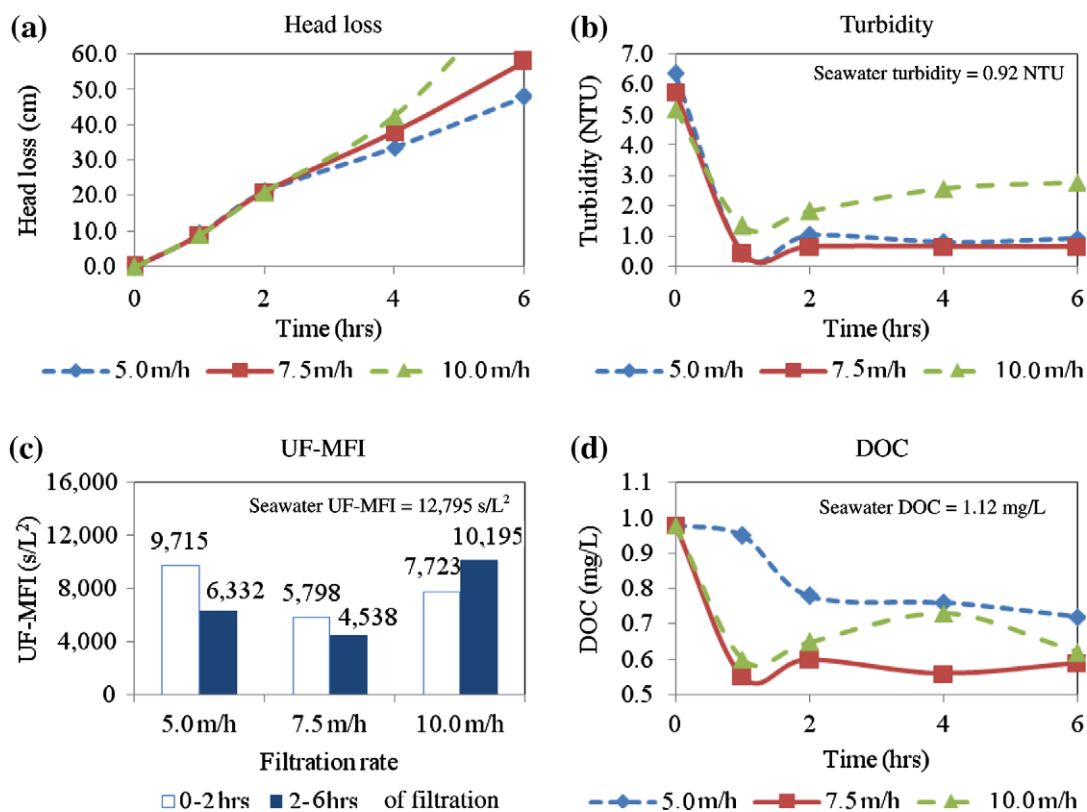 (a)
Head loss
60.0
50.0
40.0
30.0
20.0
10.0
0.0
Head loss (cm)
0 2 4 6
Time (hrs)
5.0 m/h 7.5 m/h 10.0 m/h
(b)
Turbidity
Seawater turbidity = 0.92 NTU
7.0
6.0
5.0
4.0
3.0
2.0
1.0
0.0
Turbidity (NTU)
0 2 4 6
Time (hrs)
5.0 m/h 7.5 m/h 10.0 m/h
(c)
UF-MFI
Seawater UF-MFI = 12,795 s/L²
16,000
12,000
8,000
4,000
0
UF-MFI (s/L²)
9,715
6,332
5,798
4,538
7,723
10,195
5.0 m/h 7.5 m/h 10.0 m/h
Filtration rate
0-2hrs 2-6hrs of filtration
(d)
DOC
Seawater DOC = 1.12 mg/L
1.1
1.0
0.9
0.8
0.7
0.6
0.5
DOC (mg/L)
0 2 4 6
Time (hrs)
5.0 m/h 7.5 m/h 10.0 m/h